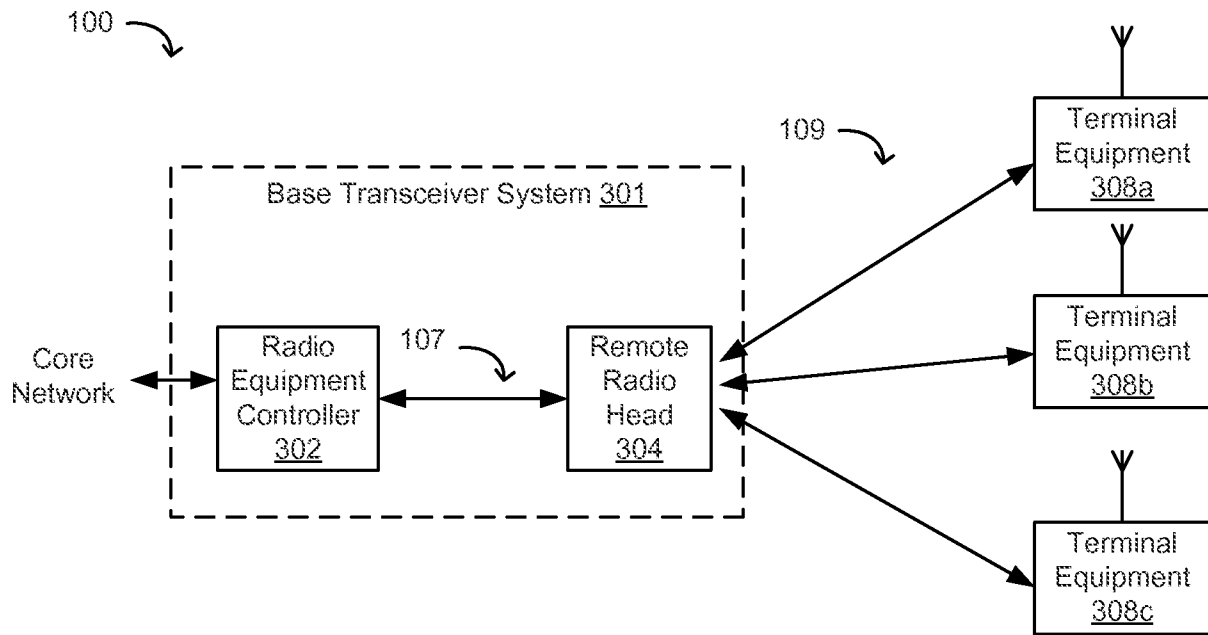 100
109
Base Transceiver System 301
Core
Network
Radio
Equipment
Controller
302
107
Remote
Radio
Head
304
Terminal
Equipment
308a
Terminal
Equipment
308b
Terminal
Equipment
308c